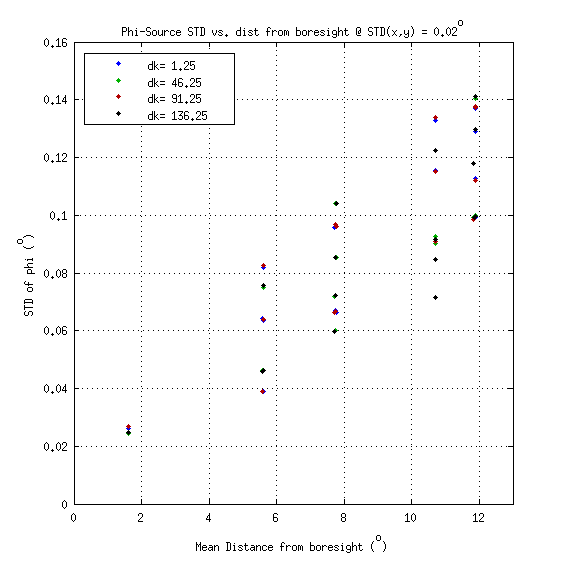 Phi-Source STD vs. dist from boresight @ STD(x,y) = 0.02°
0.16
dk= 1.25
dk= 46.25
dk= 91.25
dk= 136.25
0.14
0.12
0.1
0.08
0.06
0.04
0.02
0
STD of phi (°)
0 2 4 6 8 10 12
Mean Distance from boresight (°)